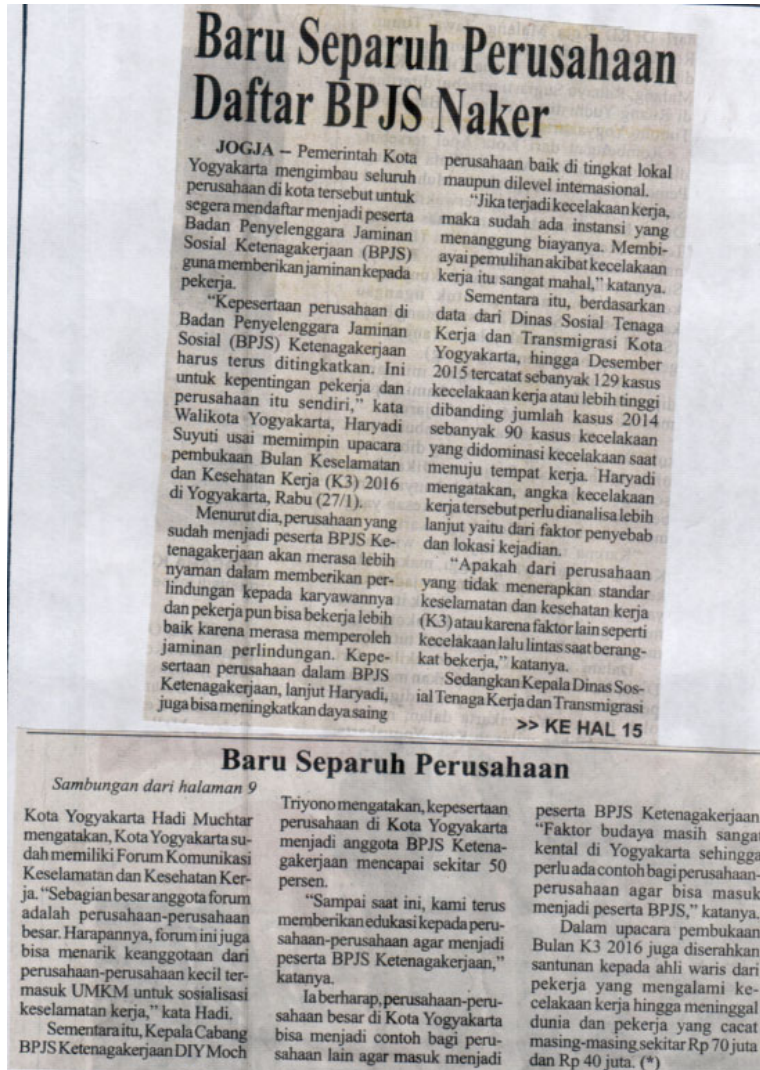 Baru Separuh Perusahaan
Daftar BPJS Naker
JOGJA – Pemerintah Kota
Yogyakarta mengimbau seluruh
perusahaan di kota tersebut untuk
segera mendaftar menjadi peserta
Badan Penyelenggara Jaminan
Sosial Ketenagakerjaan (BPJS)
guna memberikan jaminan kepada
pekerja.
“Kepesertaan perusahaan di
Badan Penyelenggara Jaminan
Sosial (BPJS) Ketenagakerjaan
harus terus ditingkatkan. Ini
untuk kepentingan pekerja dan
perusahaan itu sendiri,” kata
Walikota Yogyakarta, Haryadi
Suyuti usai memimpin upacara
pembukaan Bulan Keselamatan
dan Kesehatan Kerja (K3) 2016
di Yogyakarta, Rabu (27/1).
Menurut dia, perusahaan yang
sudah menjadi peserta BPJS Ke-
tenagakerjaan akan merasa lebih
nyaman dalam memberikan per-
lindungan kepada karyawannya
dan pekerja pun bisa bekerja lebih
baik karena merasa memperoleh
jaminan perlindungan. Kepe-
sertaan perusahaan dalam BPJS
Ketenagakerjaan, lanjut Haryadi,
juga bisa meningkatkan daya saing
perusahaan baik di tingkat lokal
maupun dilevel internasional.
“Jika terjadi kecelakaan kerja,
maka sudah ada instansi yang
menanggung biayanya. Membi-
ayai pemulihan akibat kecelakaan
kerja itu sangat mahal,” katanya.
Sementara itu, berdasarkan
data dari Dinas Sosial Tenaga
Kerja dan Transmigrasi Kota
Yogyakarta, hingga Desember
2015 tercatat sebanyak 129 kasus
kecelakaan kerja atau lebih tinggi
dibanding jumlah kasus 2014
sebanyak 90 kasus kecelakaan
yang didominasi kecelakaan saat
menuju tempat kerja. Haryadi
mengatakan, angka kecelakaan
kerja tersebut perlu dianalisa lebih
lanjut yaitu dari faktor penyebab
dan lokasi kejadian.
“Apakah dari perusahaan
yang tidak menerapkan standar
keselamatan dan kesehatan kerja
(K3) atau karena faktor lain seperti
kecelakaan lalu lintas saat berang-
kat bekerja,” katanya.
Sedangkan Kepala Dinas Sos-
ial Tenaga Kerja dan Transmigrasi
>> KE HAL 15
Baru Separuh Perusahaan
Sambungan dari halaman 9
Kota Yogyakarta Hadi Muchtar
mengatakan, Kota Yogyakarta su-
dah memiliki Forum Komunikasi
Keselamatan dan Kesehatan Ker-
ja. “Sebagian besar anggota forum
adalah perusahaan-perusahaan
besar. Harapannya, forum ini juga
bisa menarik keanggotaan dari
perusahaan-perusahaan kecil ter-
masuk UMKM untuk sosialisasi
keselamatan kerja,” kata Hadi.
Sementara itu, Kepala Cabang
BPJS Ketenagakerjaan DIY Moch
Triyono mengatakan, kepesertaan
perusahaan di Kota Yogyakarta
menjadi anggota BPJS Ketena-
gakerjaan mencapai sekitar 50
persen.
“Sampai saat ini, kami terus
memberikan edukasi kepada peru-
sahaan-perusahaan agar menjadi
peserta BPJS Ketenagakerjaan,”
katanya.
Ia berharap, perusahaan-peru-
sahaan besar di Kota Yogyakarta
bisa menjadi contoh bagi peru-
sahaan lain agar masuk menjadi
peserta BPJS Ketenagakerjaan.
“Faktor budaya masih sangat
kental di Yogyakarta sehingga
perlu ada contoh bagi perusahaan-
perusahaan agar bisa masuk
menjadi peserta BPJS,” katanya.
Dalam upacara pembukaan
Bulan K3 2016 juga diserahkan
santunan kepada ahli waris dari
pekerja yang mengalami ke-
celakaan kerja hingga meninggal
dunia dan pekerja yang cacat
masing-masing sekitar Rp 70 juta
dan Rp 40 juta. (*)